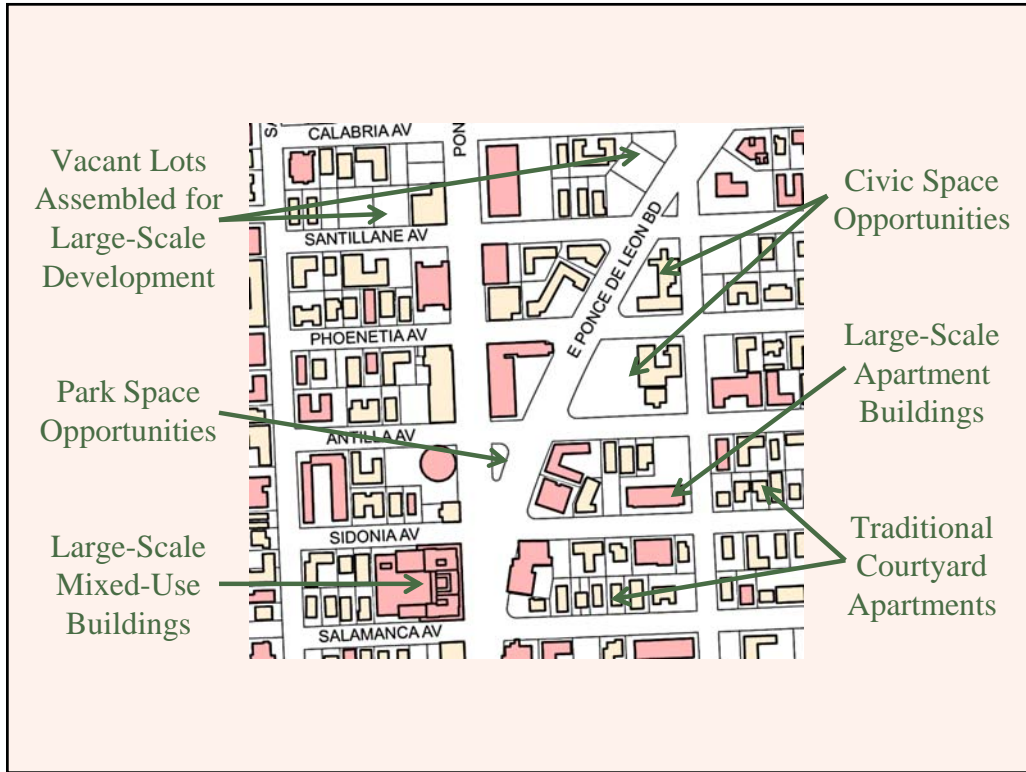 Vacant Lots
Assembled for
Large-Scale
Development
Park Space
Opportunities
Large-Scale
Mixed-Use
Buildings
CALABRIA AV
SANTILLANE AV
PHOENETIA AV
ANTILLA AV
SIDONIA AV
SALAMANCA AV
PON
E PONCE DE LEON BD
Civic Space
Opportunities
Large-Scale
Apartment
Buildings
Traditional
Courtyard
Apartments